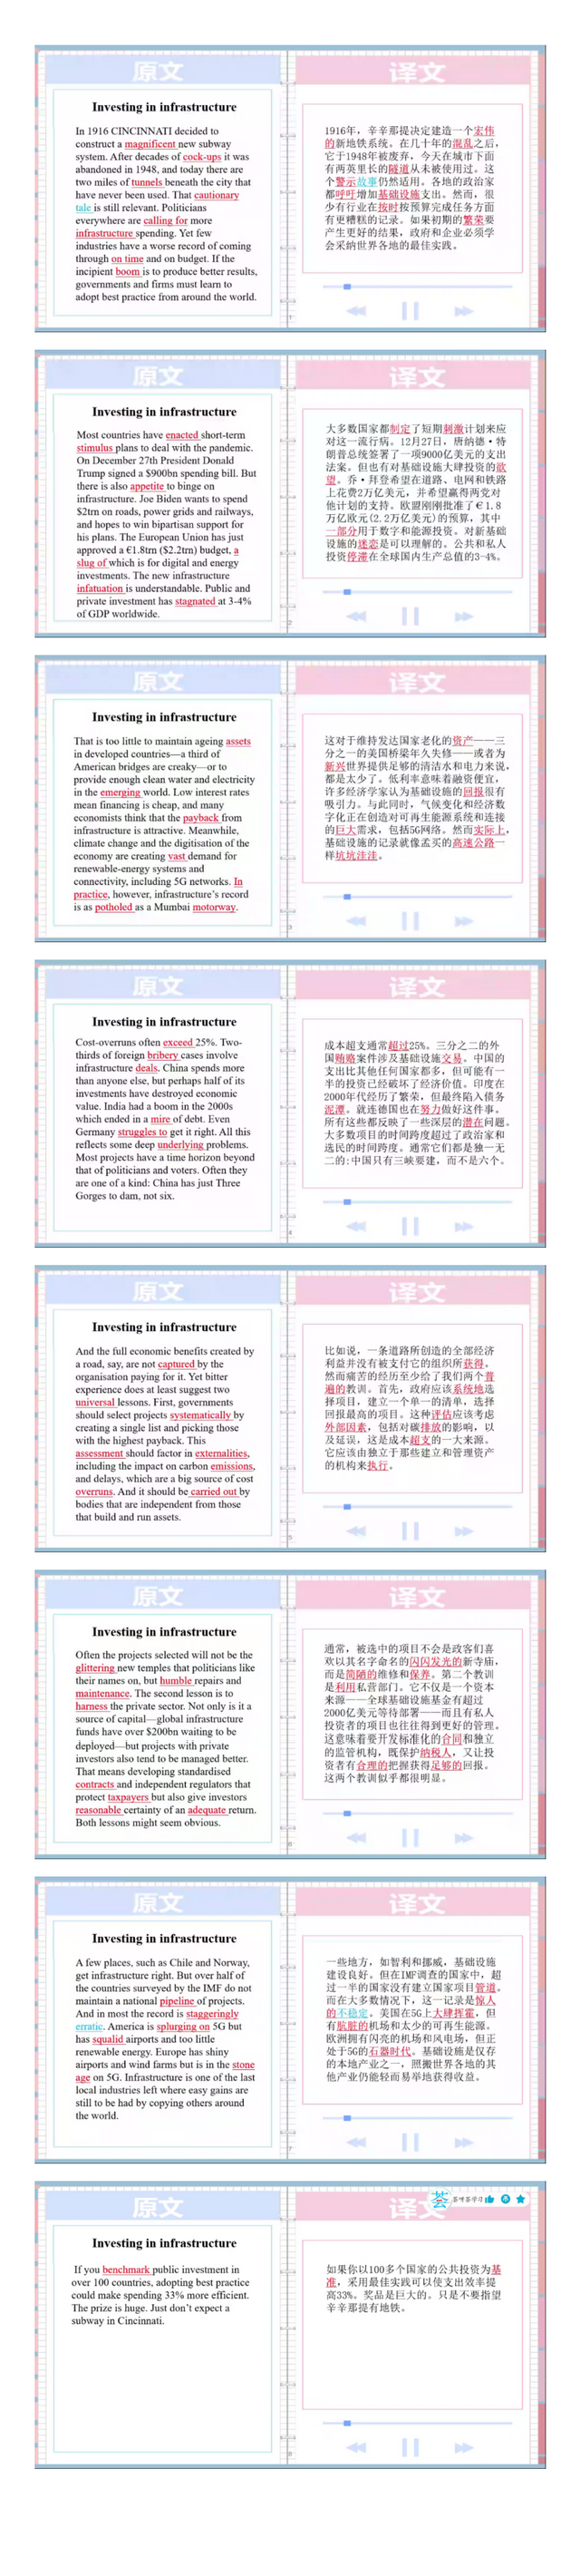 原文
译文
Investing in infrastructure
In 1916 CINCINNATI decided to
construct a magnificent new subway
system. After decades of cock-ups it was
abandoned in 1948, and today there are
two miles of tunnels beneath the city that
have never been used. That cautionary
tale is still relevant. Politicians
everywhere are calling for more
infrastructure spending. Yet few
industries have a worse record of coming
through on time and on budget. If the
incipient boom is to produce better results,
governments and firms must learn to
adopt best practice from around the world.
1916年，辛辛那提决定建造一个宏伟
的新地铁系统。在几十年的混乱之后，
它于1948年被废弃，今天在城市下面
有两英里长的隧道从未被使用过。这
个警示故事仍然适用。各地的政治家
都呼吁增加基础设施支出。然而，很
少有行业在按时按预算完成任务方面
有更糟糕的记录。如果初期的繁荣要
产生更好的结果，政府和企业必须学
会采纳世界各地的最佳实践。
1
原文
译文
Investing in infrastructure
Most countries have enacted short-term
stimulus plans to deal with the pandemic.
On December 27th President Donald
Trump signed a $900bn spending bill. But
there is also appetite to binge on
infrastructure. Joe Biden wants to spend
$2trn on roads, power grids and railways,
and hopes to win bipartisan support for
his plans. The European Union has just
approved a €1.8trn ($2.2trn) budget, a
slug of which is for digital and energy
investments. The new infrastructure
infatuation is understandable. Public and
private investment has stagnated at 3-4%
of GDP worldwide.
大多数国家都制定了短期刺激计划来应
对这一流行病。12月27日，唐纳德·特
朗普总统签署了一项9000亿美元的支出
法案。但也有对基础设施大肆投资的欲
望。乔·拜登希望在道路、电网和铁路
上花费2万亿美元，并希望赢得两党对
他计划的支持。欧盟刚刚批准了€1.8
万亿欧元(2.2万亿美元)的预算，其中
一部分用于数字和能源投资。对新基础
设施的迷恋是可以理解的。公共和私人
投资停滞在全球国内生产总值的3-4%。
2
原文
译文
Investing in infrastructure
That is too little to maintain ageing assets
in developed countries—a third of
American bridges are creaky—or to
provide enough clean water and electricity
in the emerging world. Low interest rates
mean financing is cheap, and many
economists think that the payback from
infrastructure is attractive. Meanwhile,
climate change and the digitisation of the
economy are creating vast demand for
renewable-energy systems and
connectivity, including 5G networks. In
practice, however, infrastructure's record
is as potholed as a Mumbai motorway.
这对于维持发达国家老化的资产——三
分之一的美国桥梁年久失修——或者为
新兴世界提供足够的清洁水和电力来说，
都是太少了。低利率意味着融资便宜，
许多经济学家认为基础设施的回报很有
吸引力。与此同时，气候变化和经济数
字化正在创造对可再生能源系统和连接
的巨大需求，包括5G网络。然而实际上，
基础设施的记录就像孟买的高速公路一
样坑坑洼洼。
3
原文
译文
Investing in infrastructure
Cost-overruns often exceed 25%. Two-
thirds of foreign bribery cases involve
infrastructure deals. China spends more
than anyone else, but perhaps half of its
investments have destroyed economic
value. India had a boom in the 2000s
which ended in a mire of debt. Even
Germany struggles to get it right. All this
reflects some deep underlying problems.
Most projects have a time horizon beyond
that of politicians and voters. Often they
are one of a kind: China has just Three
Gorges to dam, not six.
成本超支通常超过25%。三分之二的外
国贿赂案件涉及基础设施交易。中国的
支出比其他任何国家都多，但可能有一
半的投资已经破坏了经济价值。印度在
2000年代经历了繁荣，但最终陷入债务
泥潭。就连德国也在努力做好这件事。
所有这些都反映了一些深层的潜在问题。
大多数项目的时间跨度超过了政治家和
选民的时间跨度。通常它们都是独一无
二的:中国只有三峡要建，而不是六个。
4
原文
译文
Investing in infrastructure
And the full economic benefits created by
a road, say, are not captured by the
organisation paying for it. Yet bitter
experience does at least suggest two
universal lessons. First, governments
should select projects systematically by
creating a single list and picking those
with the highest payback. This
assessment should factor in externalities,
including the impact on carbon emissions,
and delays, which are a big source of cost
overruns. And it should be carried out by
bodies that are independent from those
that build and run assets.
比如说，一条道路所创造的全部经济
利益并没有被支付它的组织所获得。
然而痛苦的经历至少给了我们两个普
遍的教训。首先，政府应该系统地选
择项目，建立一个单一的清单，选择
回报最高的项目。这种评估应该考虑
外部因素，包括对碳排放的影响，以
及延误，这是成本超支的一大来源。
它应该由独立于那些建立和管理资产
的机构来执行。
5
原文
译文
Investing in infrastructure
Often the projects selected will not be the
glittering new temples that politicians like
their names on, but humble repairs and
maintenance. The second lesson is to
harness the private sector. Not only is it a
source of capital—global infrastructure
funds have over $200bn waiting to be
deployed—but projects with private
investors also tend to be managed better.
That means developing standardised
contracts and independent regulators that
protect taxpayers but also give investors
reasonable certainty of an adequate return.
Both lessons might seem obvious.
通常，被选中的项目不会是政客们喜
欢以其名字命名的闪闪发光的新寺庙，
而是简陋的维修和保养。第二个教训
是利用私营部门。它不仅是一个资本
来源——全球基础设施基金有超过
2000亿美元等待部署——而且有私人
投资者的项目也往往得到更好的管理。
这意味着要开发标准化的合同和独立
的监管机构，既保护纳税人，又让投
资者有合理的把握获得足够的回报。
这两个教训似乎都很明显。
6
原文
译文
Investing in infrastructure
A few places, such as Chile and Norway,
get infrastructure right. But over half of
the countries surveyed by the IMF do not
maintain a national pipeline of projects.
And in most the record is staggeringly
erratic. America is splurging on 5G but
has squalid airports and too little
renewable energy. Europe has shiny
airports and wind farms but is in the stone
age on 5G. Infrastructure is one of the last
local industries left where easy gains are
still to be had by copying others around
the world.
一些地方，如智利和挪威，基础设施
建设良好。但在IMF调查的国家中，超
过一半的国家没有建立国家项目管道。
而在大多数情况下，这一记录是惊人
的不稳定。美国在5G上大肆挥霍，但
有肮脏的机场和太少的可再生能源。
欧洲拥有闪亮的机场和风电场，但正
处于5G的石器时代。基础设施是仅存
的本地产业之一，照搬世界各地的其
他产业仍能轻而易举地获得收益。
7
原文
译文
荟
Investing in infrastructure
If you benchmark public investment in
over 100 countries, adopting best practice
could make spending 33% more efficient.
The prize is huge. Just don't expect a
subway in Cincinnati.
如果你以100多个国家的公共投资为基
准，采用最佳实践可以使支出效率提
高33%。奖品是巨大的。只是不要指望
辛辛那提有地铁。
8